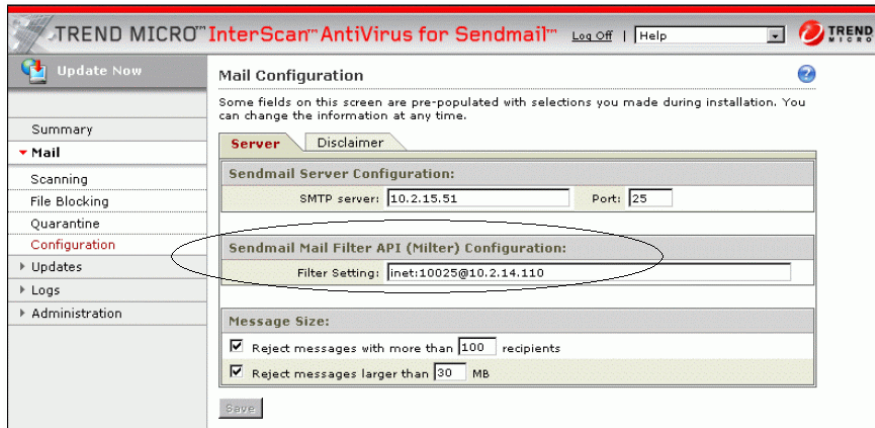 TREND MICRO™ InterScan™ AntiVirus for Sendmail™ Log Off | Help TREND MICRO
Update Now
Summary
Mail
Scanning
File Blocking
Quarantine
Configuration
Updates
Logs
Administration
Mail Configuration
Some fields on this screen are pre-populated with selections you made during installation. You
can change the information at any time.
Server Disclaimer
Sendmail Server Configuration:
SMTP server: 10.2.15.51 Port: 25
Sendmail Mail Filter API (Milter) Configuration:
Filter Setting: inet:10025@10.2.14.110
Message Size:
Reject messages with more than 100 recipients
Reject messages larger than 30 MB
Save